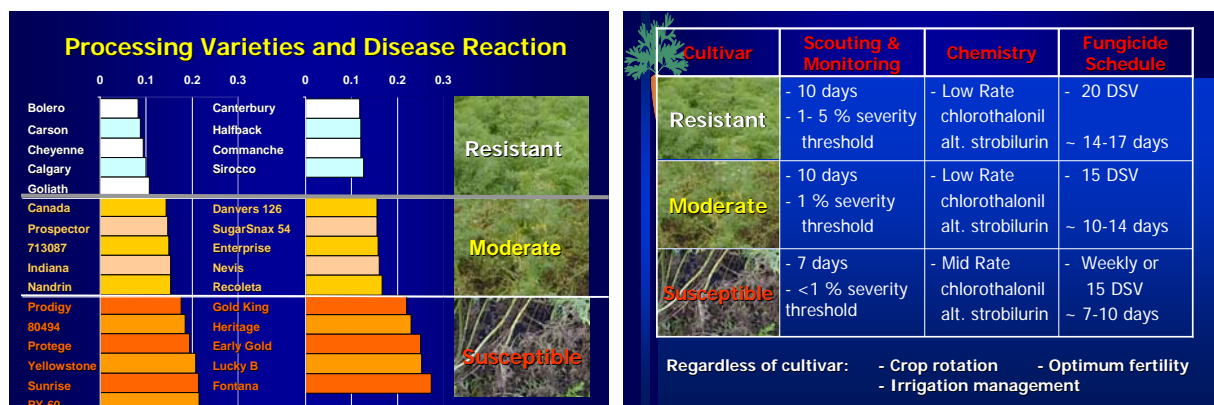 Processing Varieties and Disease Reaction
0 0.1 0.2 0.3 0 0.1 0.2 0.3
Bolero Canterbury
Carson Halfback
Cheyenne Commanche
Calgary Sirocco
Goliath
Resistant
Canada Danvers 126
Prospector SugarSnax 54
713087 Enterprise
Indiana Nevis
Nandrin Recoleta
Moderate
Prodigy Gold King
80494 Heritage
Protege Early Gold
Yellowstone Lucky B
Sunrise Fontana
Susceptible
Cultivar
Scouting &
Monitoring
Chemistry
Fungicide
Schedule
Resistant
- 10 days
- 1- 5 % severity
threshold
- Low Rate
chlorothalonil
alt. strobilurin
- 20 DSV
~ 14-17 days
Moderate
- 10 days
- 1 % severity
threshold
- Low Rate
chlorothalonil
alt. strobilurin
- 15 DSV
~ 10-14 days
Susceptible
- 7 days
- <1 % severity
threshold
- Mid Rate
chlorothalonil
alt. strobilurin
- Weekly or
15 DSV
~ 7-10 days
Regardless of cultivar: - Crop rotation - Optimum fertility
- Irrigation management